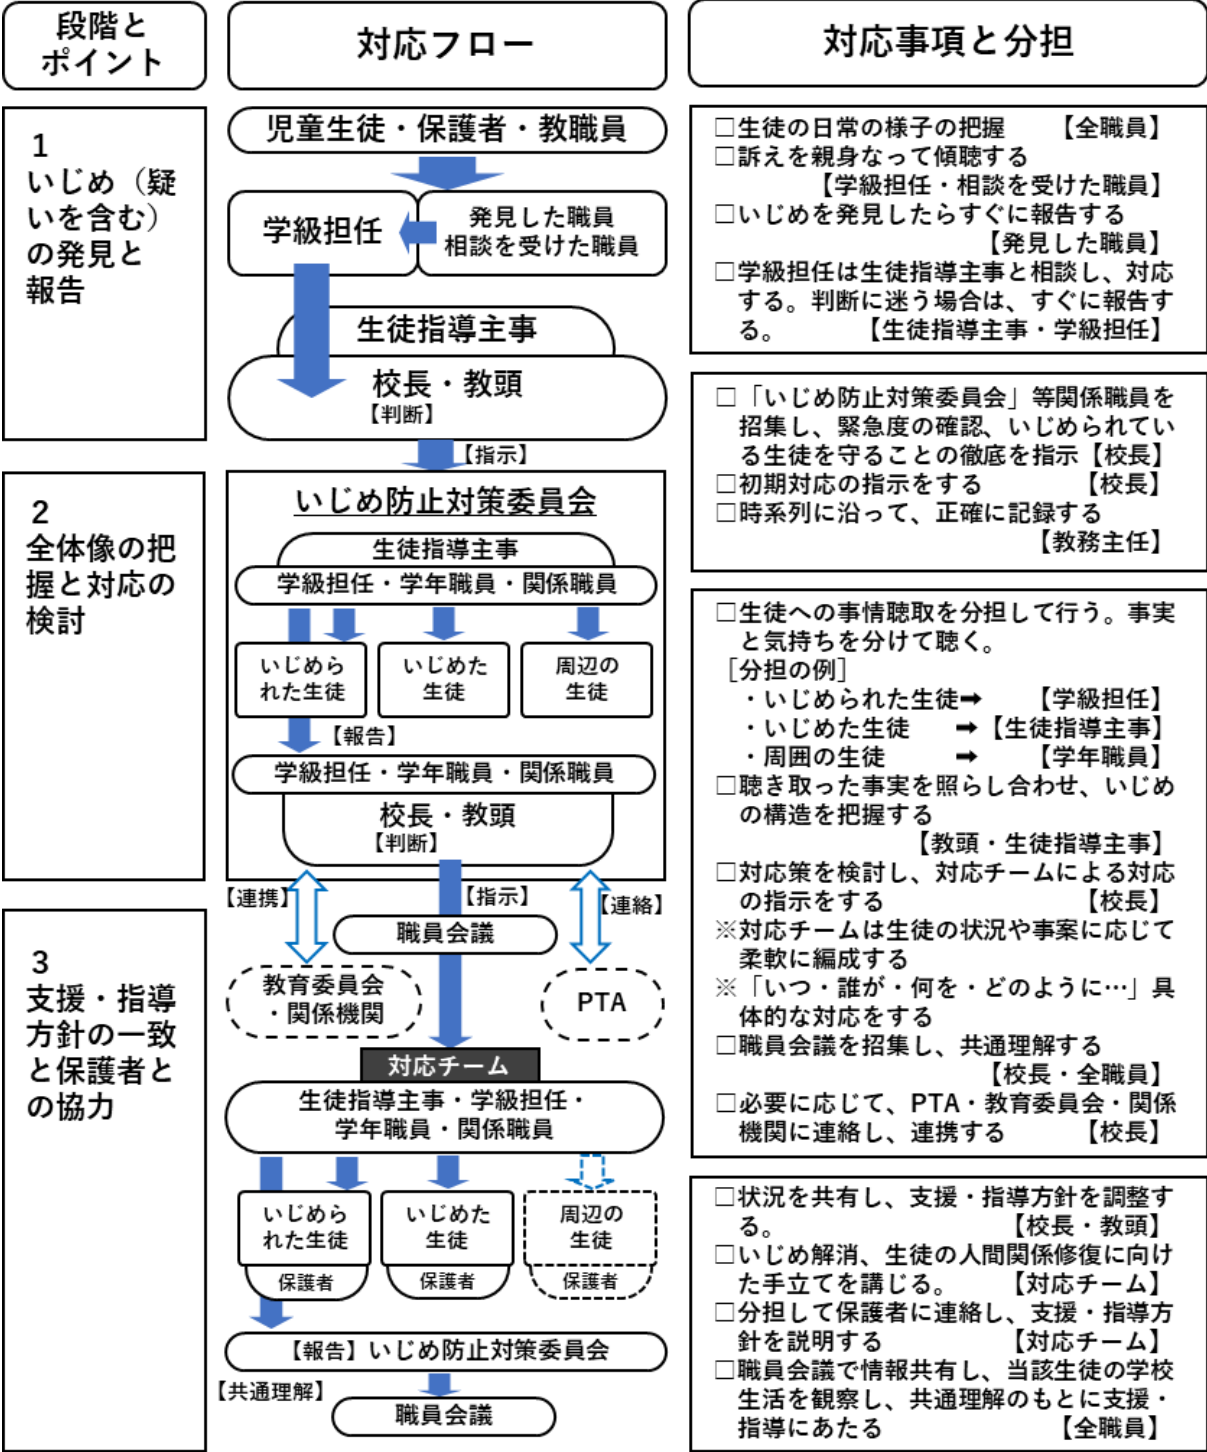 段階と
ポイント
対応フロー
対応事項と分担
1
いじめ（疑
いを含む）
の発見と
報告
児童生徒・保護者・教職員
学級担任
発見した職員
相談を受けた職員
生徒指導主事
校長・教頭
【判断】
【指示】
□生徒の日常の様子の把握　【全職員】
□訴えを親身なって傾聴する
【学級担任・相談を受けた職員】
□いじめを発見したらすぐに報告する
【発見した職員】
□学級担任は生徒指導主事と相談し、対応
する。判断に迷う場合は、すぐに報告す
る。　【生徒指導主事・学級担任】
2
全体像の把
握と対応の
検討
いじめ防止対策委員会
生徒指導主事
学級担任・学年職員・関係職員
いじめら
れた生徒
いじめた
生徒
周辺の
生徒
【報告】
学級担任・学年職員・関係職員
校長・教頭
【判断】
□「いじめ防止対策委員会」等関係職員を
招集し、緊急度の確認、いじめられてい
る生徒を守ることの徹底を指示【校長】
□初期対応の指示をする　【校長】
□時系列に沿って、正確に記録する
【教務主任】
□生徒への事情聴取を分担して行う。事実
と気持ちを分けて聴く。
［分担の例］
・いじめられた生徒➡　【学級担任】
・いじめた生徒　➡【生徒指導主事】
・周囲の生徒　➡　【学年職員】
□聴き取った事実を照らし合わせ、いじめ
の構造を把握する
【教頭・生徒指導主事】
□対応策を検討し、対応チームによる対応
の指示をする　【校長】
※対応チームは生徒の状況や事案に応じて
柔軟に編成する
※「いつ・誰が・何を・どのように…」具
体的な対応をする
□職員会議を招集し、共通理解する
【校長・全職員】
□必要に応じて、PTA・教育委員会・関係
機関に連絡し、連携する　【校長】
3
支援・指導
方針の一致
と保護者と
の協力
【連携】
【指示】
【連絡】
職員会議
教育委員会
・関係機関
PTA
対応チーム
生徒指導主事・学級担任・
学年職員・関係職員
いじめら
れた生徒
保護者
いじめた
生徒
保護者
周辺の
生徒
保護者
【報告】いじめ防止対策委員会
【共通理解】
職員会議
□状況を共有し、支援・指導方針を調整す
る。　【校長・教頭】
□いじめ解消、生徒の人間関係修復に向け
た手立てを講じる。　【対応チーム】
□分担して保護者に連絡し、支援・指導方
針を説明する　【対応チーム】
□職員会議で情報共有し、当該生徒の学校
生活を観察し、共通理解のもとに支援・
指導にあたる　【全職員】